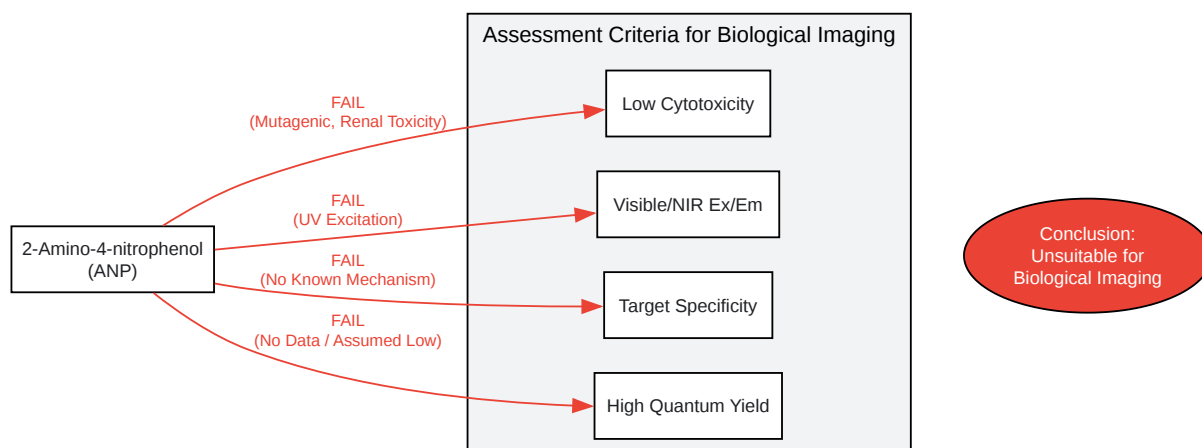 Assessment Criteria for Biological Imaging
Low Cytotoxicity
FAIL
(Mutagenic, Renal Toxicity)
Visible/NIR Ex/Em
FAIL
(UV Excitation)
2-Amino-4-nitrophenol
(ANP)
Conclusion:
Unsuitable for
Biological Imaging
FAIL
(No Known Mechanism)
Target Specificity
FAIL
(No Data / Assumed Low)
High Quantum Yield